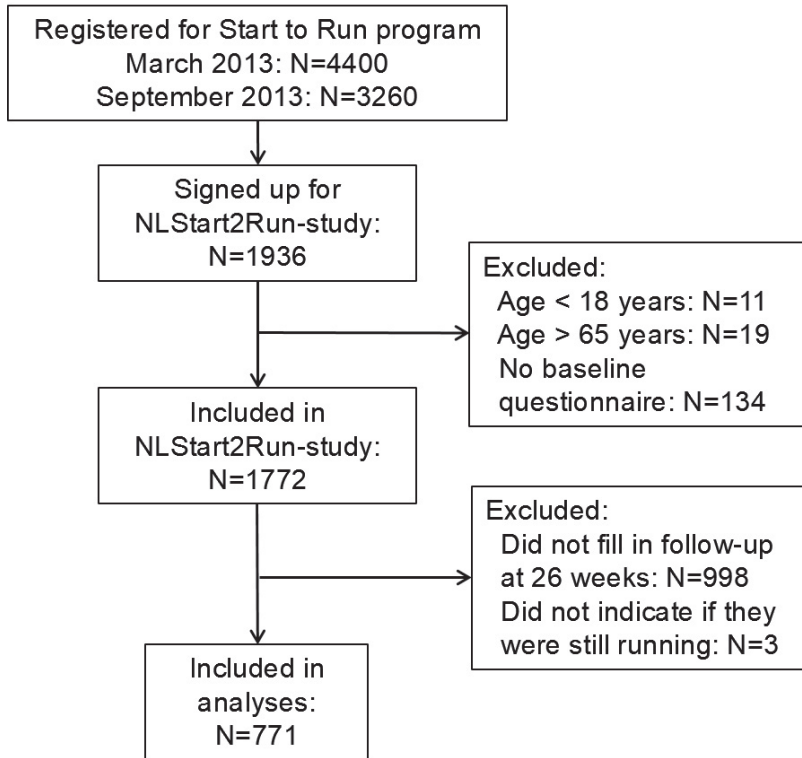 Registered for Start to Run program
March 2013: N=4400
September 2013: N=3260
Signed up for
NLStart2Run-study:
N=1936
Excluded:
Age < 18 years: N=11
Age > 65 years: N=19
No baseline
questionnaire: N=134
Included in
NLStart2Run-study:
N=1772
Excluded:
Did not fill in follow-up
at 26 weeks: N=998
Did not indicate if they
were still running: N=3
Included in
analyses:
N=771